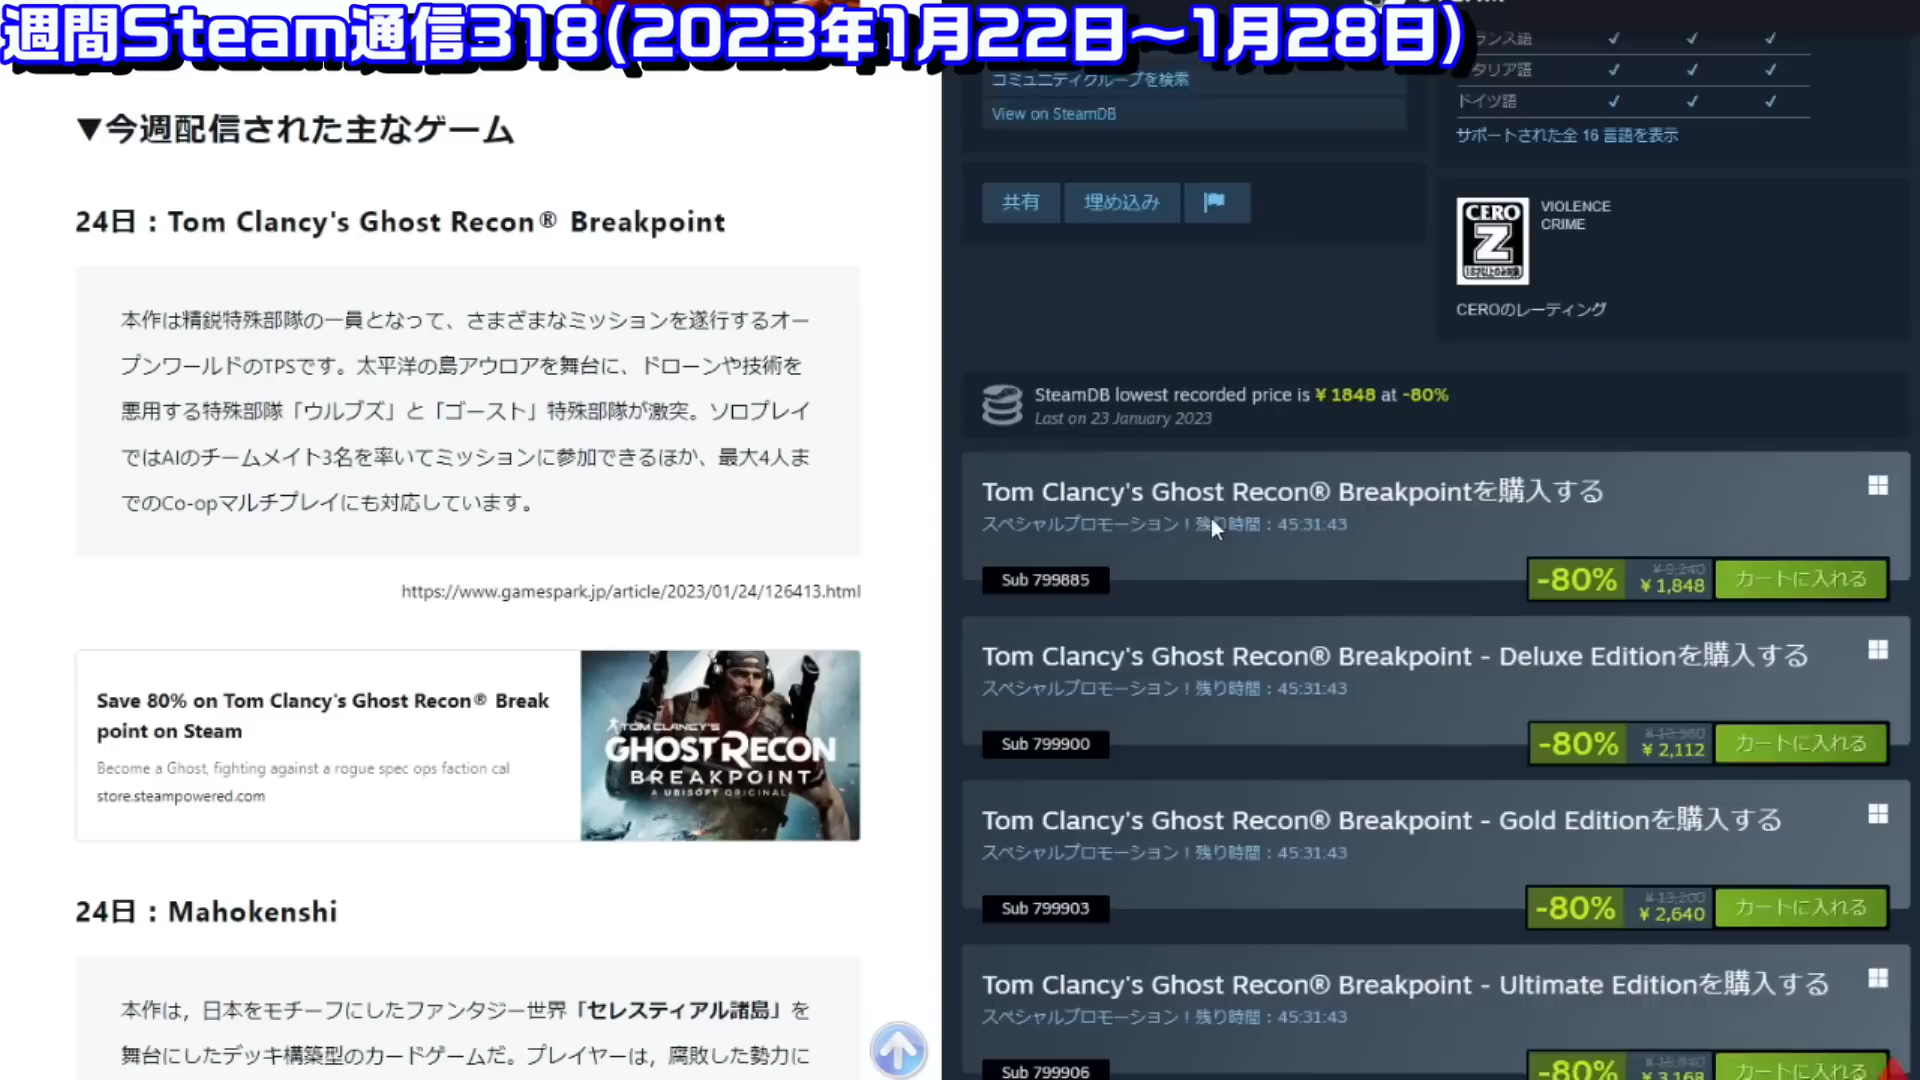 週間Steam通信318(2023年1月22日～1月28日)
▼今週配信された主なゲーム
24日：Tom Clancy's Ghost Recon® Breakpoint
本作は精鋭特殊部隊の一員となって、さまざまなミッションを遂行するオー
プンワールドのTPSです。太平洋の島アウロアを舞台に、ドローンや技術を
悪用する特殊部隊「ウルブズ」と「ゴースト」特殊部隊が激突。ソロプレイ
ではAIのチームメイト3名を率いてミッションに参加できるほか、最大4人ま
でのCo-opマルチプレイにも対応しています。
https://www.gamespark.jp/article/2023/01/24/126413.html
Save 80% on Tom Clancy's Ghost Recon® Break
point on Steam
Become a Ghost, fighting against a rogue spec ops faction cal
store.steampowered.com
TOM CLANCY'S
GHOST RECON
BREAKPOINT
A UBISOFT ORIGINAL
24日：Mahokenshi
本作は，日本をモチーフにしたファンタジー世界「セレスティアル諸島」を
舞台にしたデッキ構築型のカードゲームだ。プレイヤーは，腐敗した勢力に
コミュニティグループを検索
View on SteamDB
共有
埋め込み
ランス語 ✓ ✓ ✓
タリア語 ✓ ✓ ✓
ドイツ語 ✓ ✓ ✓
サポートされた全 16 言語を表示
CERO
Z
VIOLENCE
CRIME
CEROのレーティング
SteamDB lowest recorded price is ¥ 1848 at -80%
Last on 23 January 2023
Tom Clancy's Ghost Recon® Breakpointを購入する
スペシャルプロモーション！残り時間：45:31:43
Sub 799885
-80% ¥ 9,240 ¥ 1,848 カートに入れる
Tom Clancy's Ghost Recon® Breakpoint - Deluxe Editionを購入する
スペシャルプロモーション！残り時間：45:31:43
Sub 799900
-80% ¥ 10,560 ¥ 2,112 カートに入れる
Tom Clancy's Ghost Recon® Breakpoint - Gold Editionを購入する
スペシャルプロモーション！残り時間：45:31:43
Sub 799903
-80% ¥ 13,200 ¥ 2,640 カートに入れる
Tom Clancy's Ghost Recon® Breakpoint - Ultimate Editionを購入する
スペシャルプロモーション！残り時間：45:31:43
Sub 799906
-80% ¥ 15,840 ¥ 3,168 カートに入れる